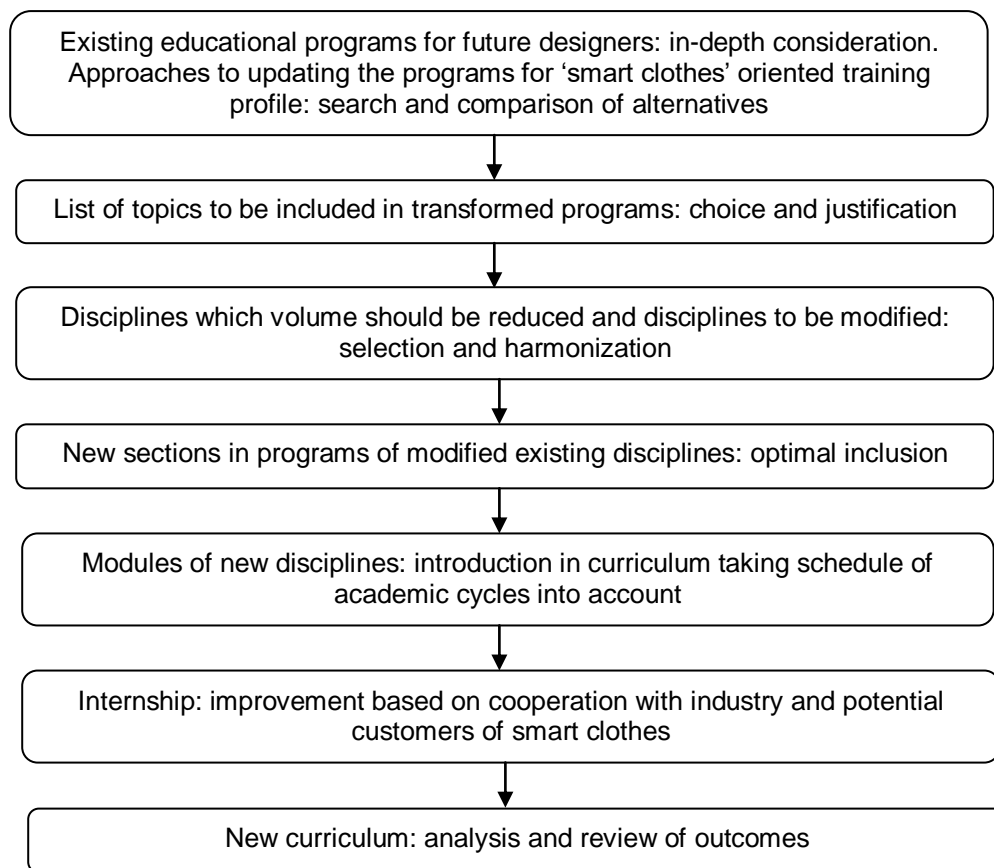 Existing educational programs for future designers: in-depth consideration.
Approaches to updating the programs for ‘smart clothes’ oriented training
profile: search and comparison of alternatives
List of topics to be included in transformed programs: choice and justification
Disciplines which volume should be reduced and disciplines to be modified:
selection and harmonization
New sections in programs of modified existing disciplines: optimal inclusion
Modules of new disciplines: introduction in curriculum taking schedule of
academic cycles into account
Internship: improvement based on cooperation with industry and potential
customers of smart clothes
New curriculum: analysis and review of outcomes